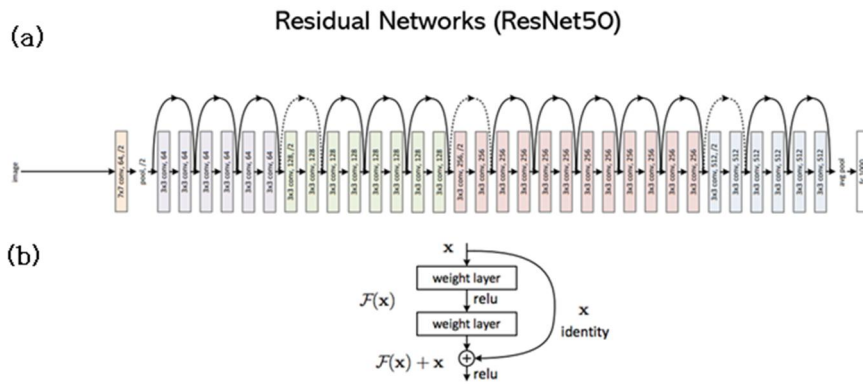 Residual Networks (ResNet50)
(a)
image
7x7 conv, 64, /2
pool, /2
3x3 conv, 64
3x3 conv, 64
3x3 conv, 64
3x3 conv, 64
3x3 conv, 64
3x3 conv, 64
3x3 conv, 128, /2
3x3 conv, 128
3x3 conv, 128
3x3 conv, 128
3x3 conv, 128
3x3 conv, 128
3x3 conv, 128
3x3 conv, 128
3x3 conv, 256, /2
3x3 conv, 256
3x3 conv, 256
3x3 conv, 256
3x3 conv, 256
3x3 conv, 256
3x3 conv, 256
3x3 conv, 256
3x3 conv, 256
3x3 conv, 256
3x3 conv, 256
3x3 conv, 256
3x3 conv, 512, /2
3x3 conv, 512
3x3 conv, 512
3x3 conv, 512
3x3 conv, 512
3x3 conv, 512
avg pool
1000
(b)
x
weight layer
F(x)
relu
weight layer
x
identity
F(x) + x
relu